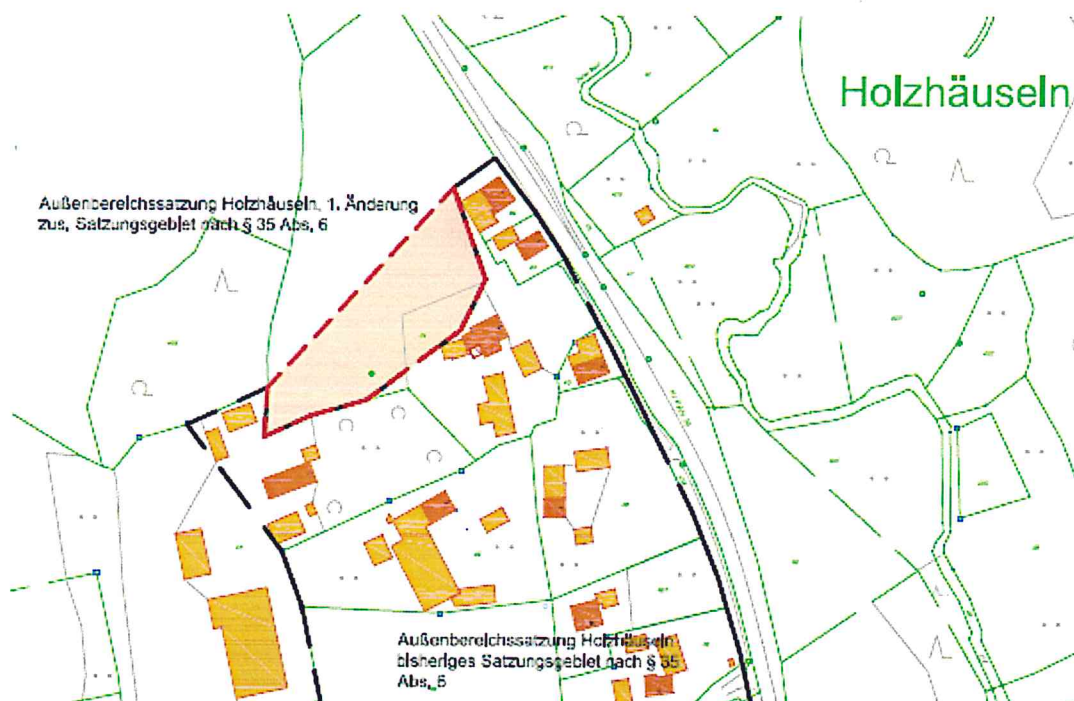 Holzhäuseln
Außenbereichssatzung Holzhäuseln, 1. Änderung
zus. Satzungsgebiet nach § 35 Abs. 6
Außenbereichssatzung Holzhäuseln
bisheriges Satzungsgebiet nach § 35
Abs. 6